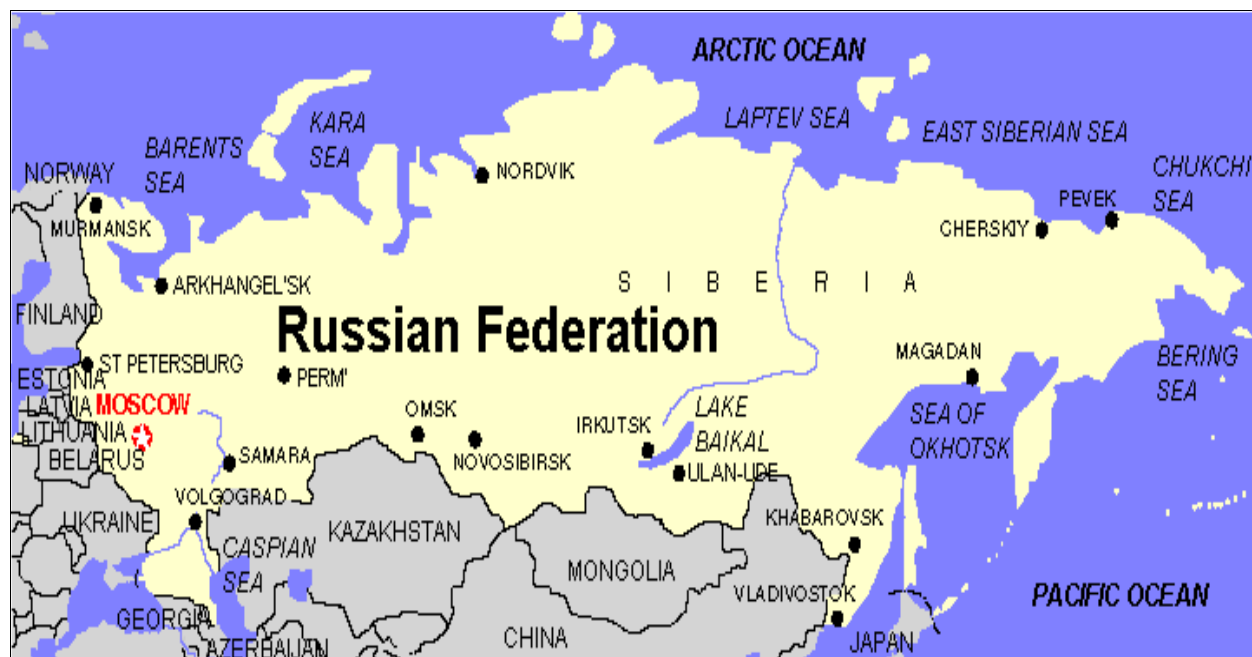 ARCTIC OCEAN
KARA
SEA
LAPTEV SEA
EAST SIBERIAN SEA
BARENTS
SEA
CHUKCHI
SEA
NORWAY
NORDVIK
PEVEK
MURMANSK
CHERSKIY
ARKHANGEL'SK
SIBERIA
FINLAND
Russian Federation
ST PETERSBURG
MAGADAN
BERING
SEA
ESTONIA
PERM'
LATVIA
MOSCOW
OMSK
LAKE
BAIKAL
SEA OF
OKHOTSK
LITHUANIA
IRKUTSK
BELARUS
SAMARA
NOVOSIBIRSK
ULAN-UDE
VOLGOGRAD
UKRAINE
KAZAKHSTAN
KHABAROVSK
CASPIAN
SEA
MONGOLIA
VLADIVOSTOK
PACIFIC OCEAN
GEORGIA
CHINA
JAPAN
AZERBAIJAN